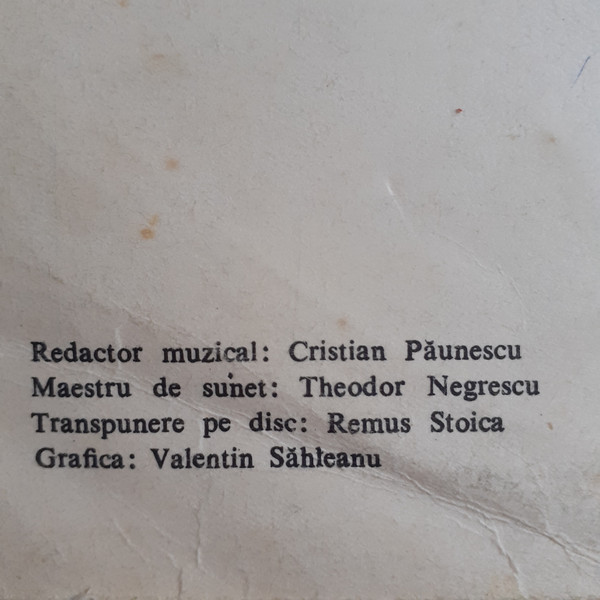 Redactor muzical: Cristian Păunescu
Maestru de sunet: Theodor Negrescu
Transpunere pe disc: Remus Stoica
Grafica: Valentin Săhleanu